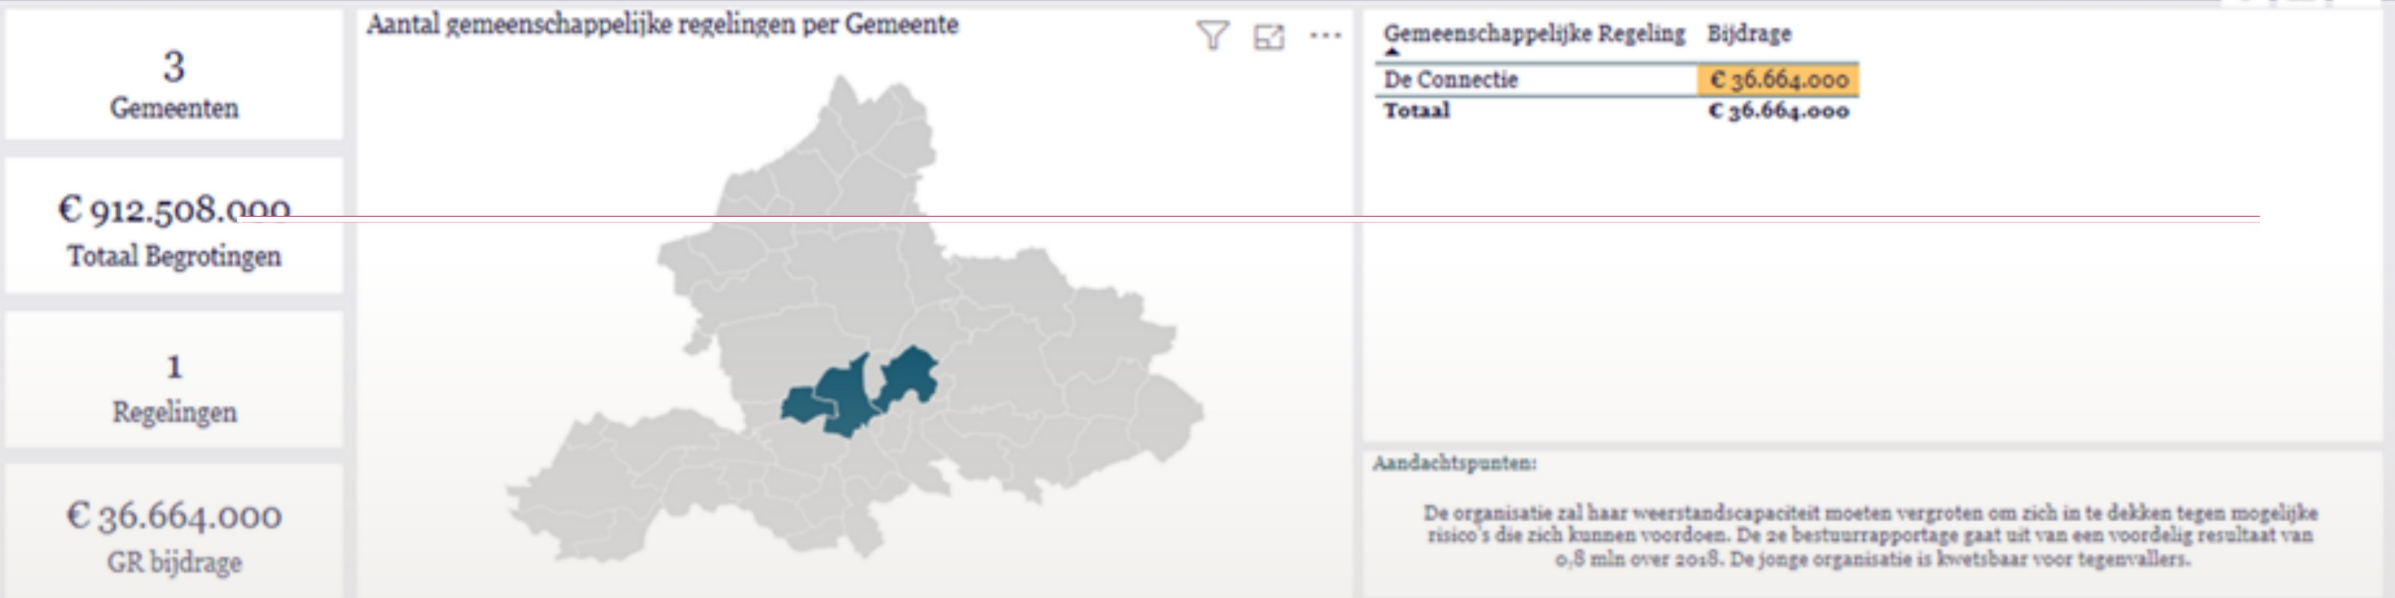 3
Gemeenten
€ 912.508.000
Totaal Begrotingen
1
Regelingen
€ 36.664.000
GR bijdrage
Aantal gemeenschappelijke regelingen per Gemeente
Gemeenschappelijke Regeling Bijdrage
De Connectie € 36.664.000
Totaal € 36.664.000
Aandachtspunten:
De organisatie zal haar weerstandscapaciteit moeten vergroten om zich in te dekken tegen mogelijke
risico's die zich kunnen voordoen. De 2e bestuurrapportage gaat uit van een voordelig resultaat van
0,8 mln over 2018. De jonge organisatie is kwetsbaar voor tegenvallers.